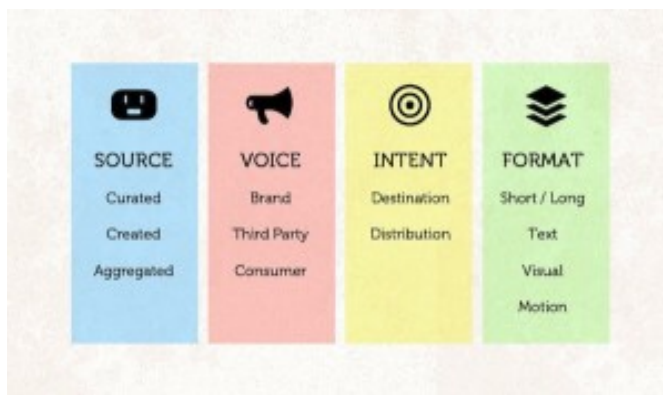 SOURCE
Curated
Created
Aggregated
VOICE
Brand
Third Party
Consumer
INTENT
Destination
Distribution
FORMAT
Short / Long
Text
Visual
Motion